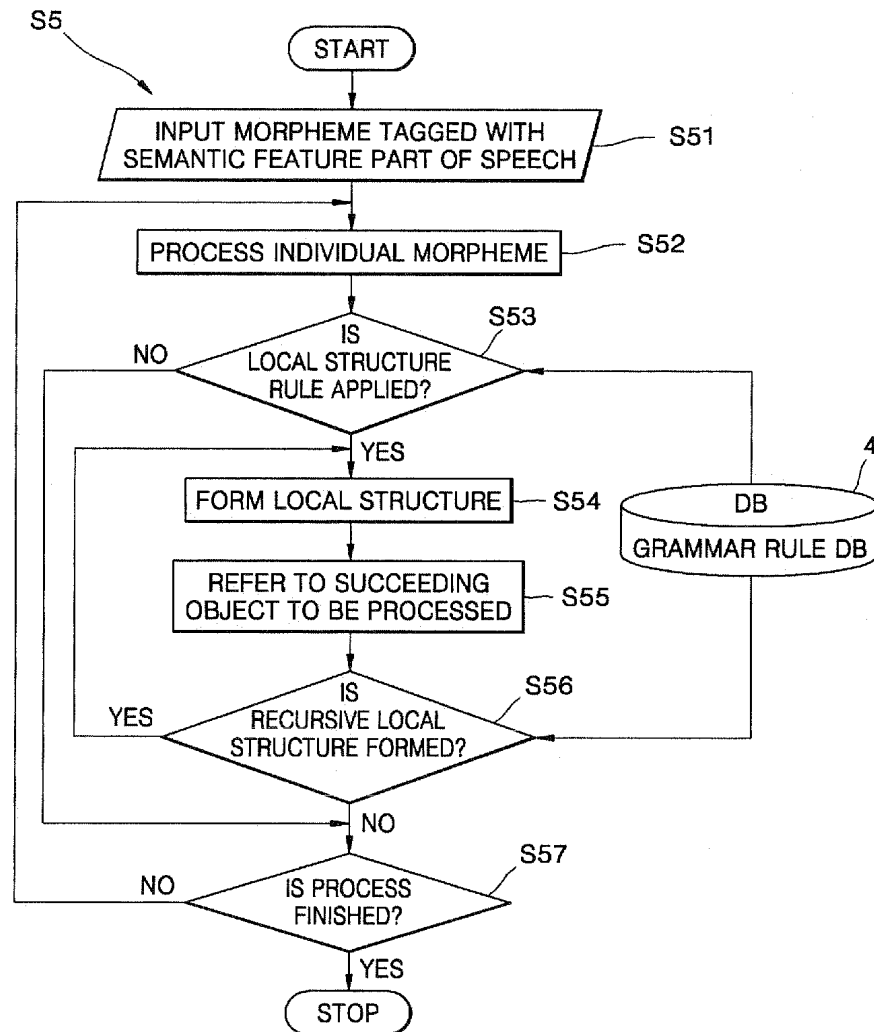 S5
START
INPUT MORPHEME TAGGED WITH
SEMANTIC FEATURE PART OF SPEECH
S51
PROCESS INDIVIDUAL MORPHEME
S52
S53
IS
LOCAL STRUCTURE
RULE APPLIED?
NO
YES
4
FORM LOCAL STRUCTURE
S54
DB
GRAMMAR RULE DB
REFER TO SUCCEEDING
OBJECT TO BE PROCESSED
S55
S56
IS
RECURSIVE LOCAL
STRUCTURE FORMED?
YES
NO
S57
NO
IS PROCESS
FINISHED?
YES
STOP